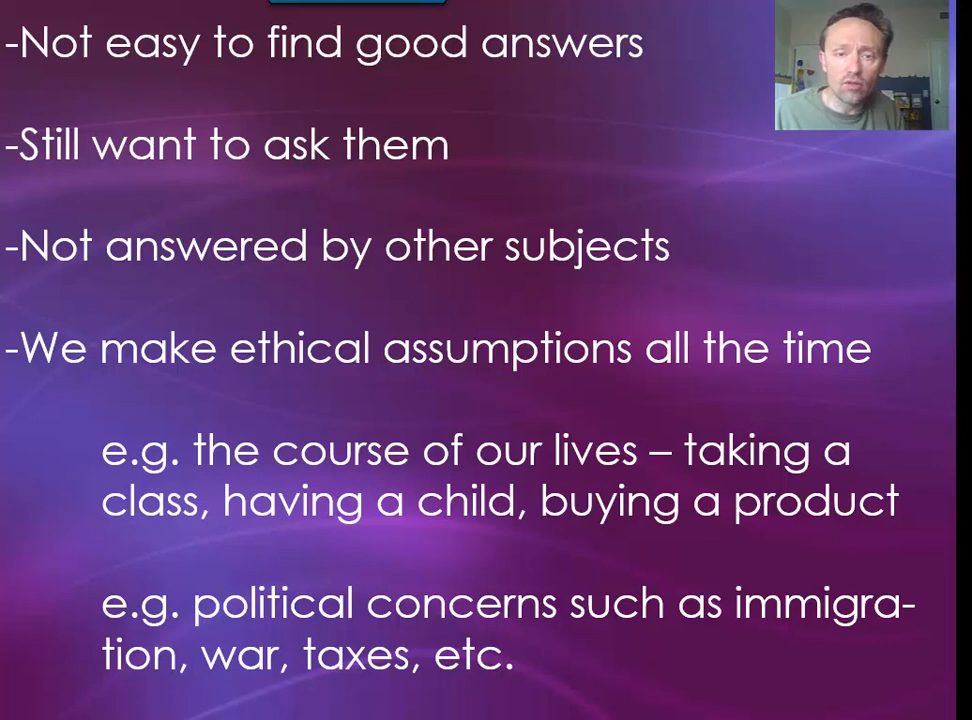 -Not easy to find good answers
-Still want to ask them
-Not answered by other subjects
-We make ethical assumptions all the time
e.g. the course of our lives – taking a
class, having a child, buying a product
e.g. political concerns such as immigra-
tion, war, taxes, etc.